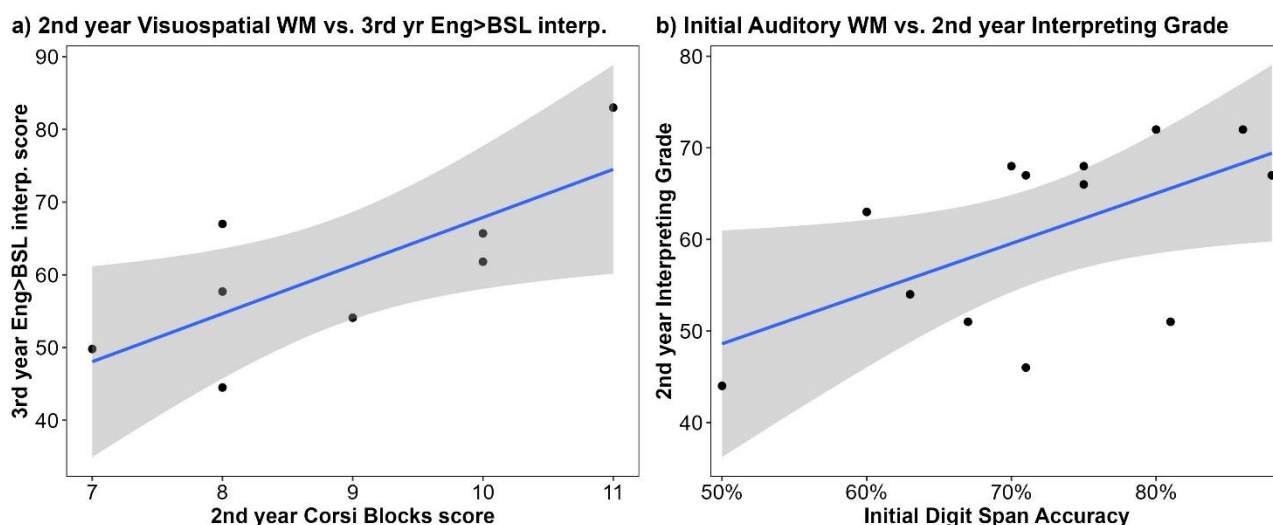 a) 2nd year Visuospatial WM vs. 3rd yr Eng>BSL interp.
3rd year Eng>BSL interp. score
90
80
70
60
50
40
7 8 9 10 11
2nd year Corsi Blocks score
b) Initial Auditory WM vs. 2nd year Interpreting Grade
2nd year Interpreting Grade
80
70
60
50
40
50% 60% 70% 80%
Initial Digit Span Accuracy